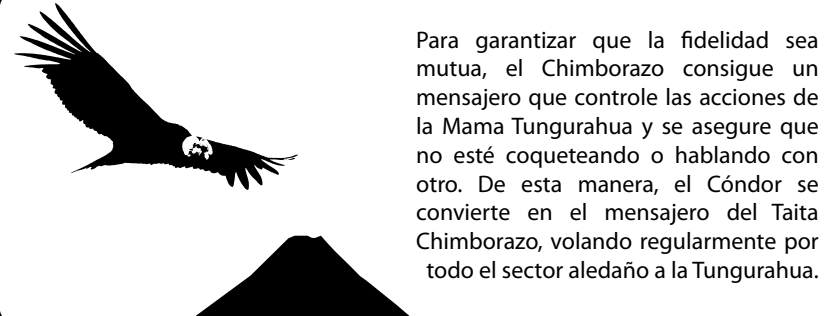 Para garantizar que la fidelidad sea
mutua, el Chimborazo consigue un
mensajero que controle las acciones de
la Mama Tungurahua y se asegure que
no esté coqueteando o hablando con
otro. De esta manera, el Cóndor se
convierte en el mensajero del Taita
Chimborazo, volando regularmente por
todo el sector aledaño a la Tungurahua.